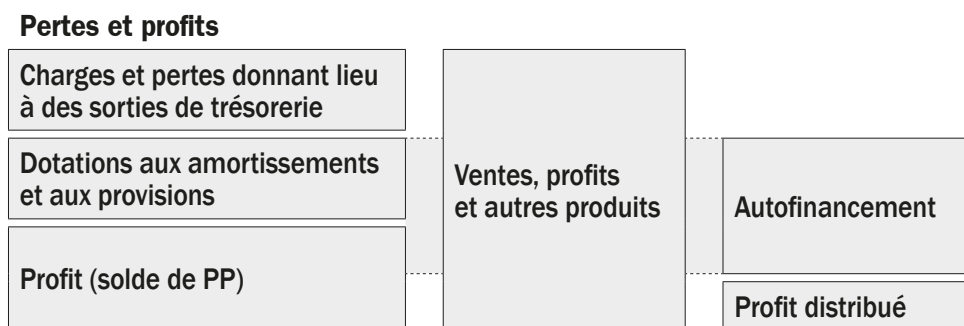 Pertes et profits
Charges et pertes donnant lieu
à des sorties de trésorerie
Dotations aux amortissements
et aux provisions
Profit (solde de PP)
Ventes, profits
et autres produits
Autofinancement
Profit distribué